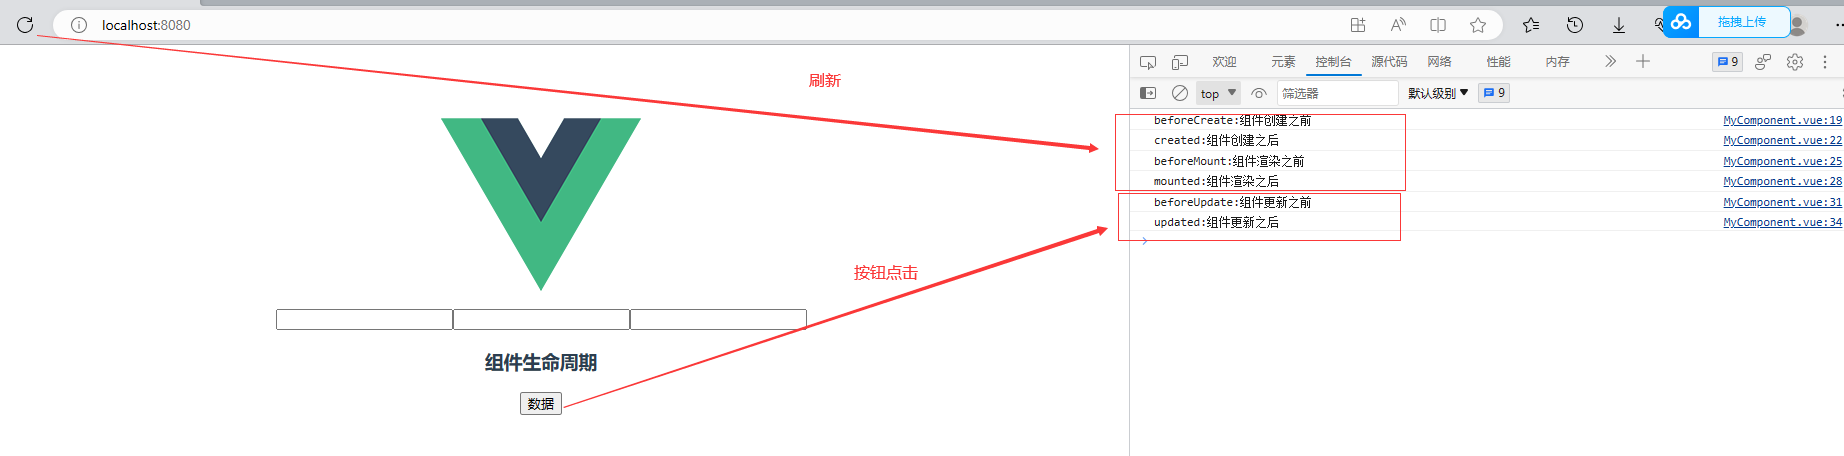 localhost:8080
拖拽上传
欢迎 元素 控制台 源代码 网络 性能 内存 9
top 筛选器 默认级别 9
刷新
beforeCreate:组件创建之前 MyComponent.vue:19
created:组件创建之后 MyComponent.vue:22
beforeMount:组件渲染之前 MyComponent.vue:25
mounted:组件渲染之后 MyComponent.vue:28
beforeUpdate:组件更新之前 MyComponent.vue:31
updated:组件更新之后 MyComponent.vue:34
按钮点击
组件生命周期
数据